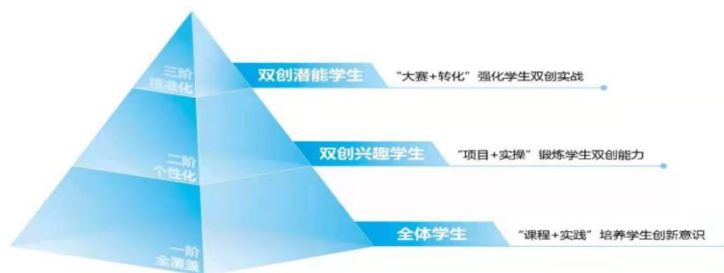 三阶
精准化
双创潜能学生
“大赛+转化”强化学生双创实战
二阶
个性化
双创兴趣学生
“项目+实操”锻炼学生双创能力
一阶
全覆盖
全体学生
“课程+实践”培养学生创新意识